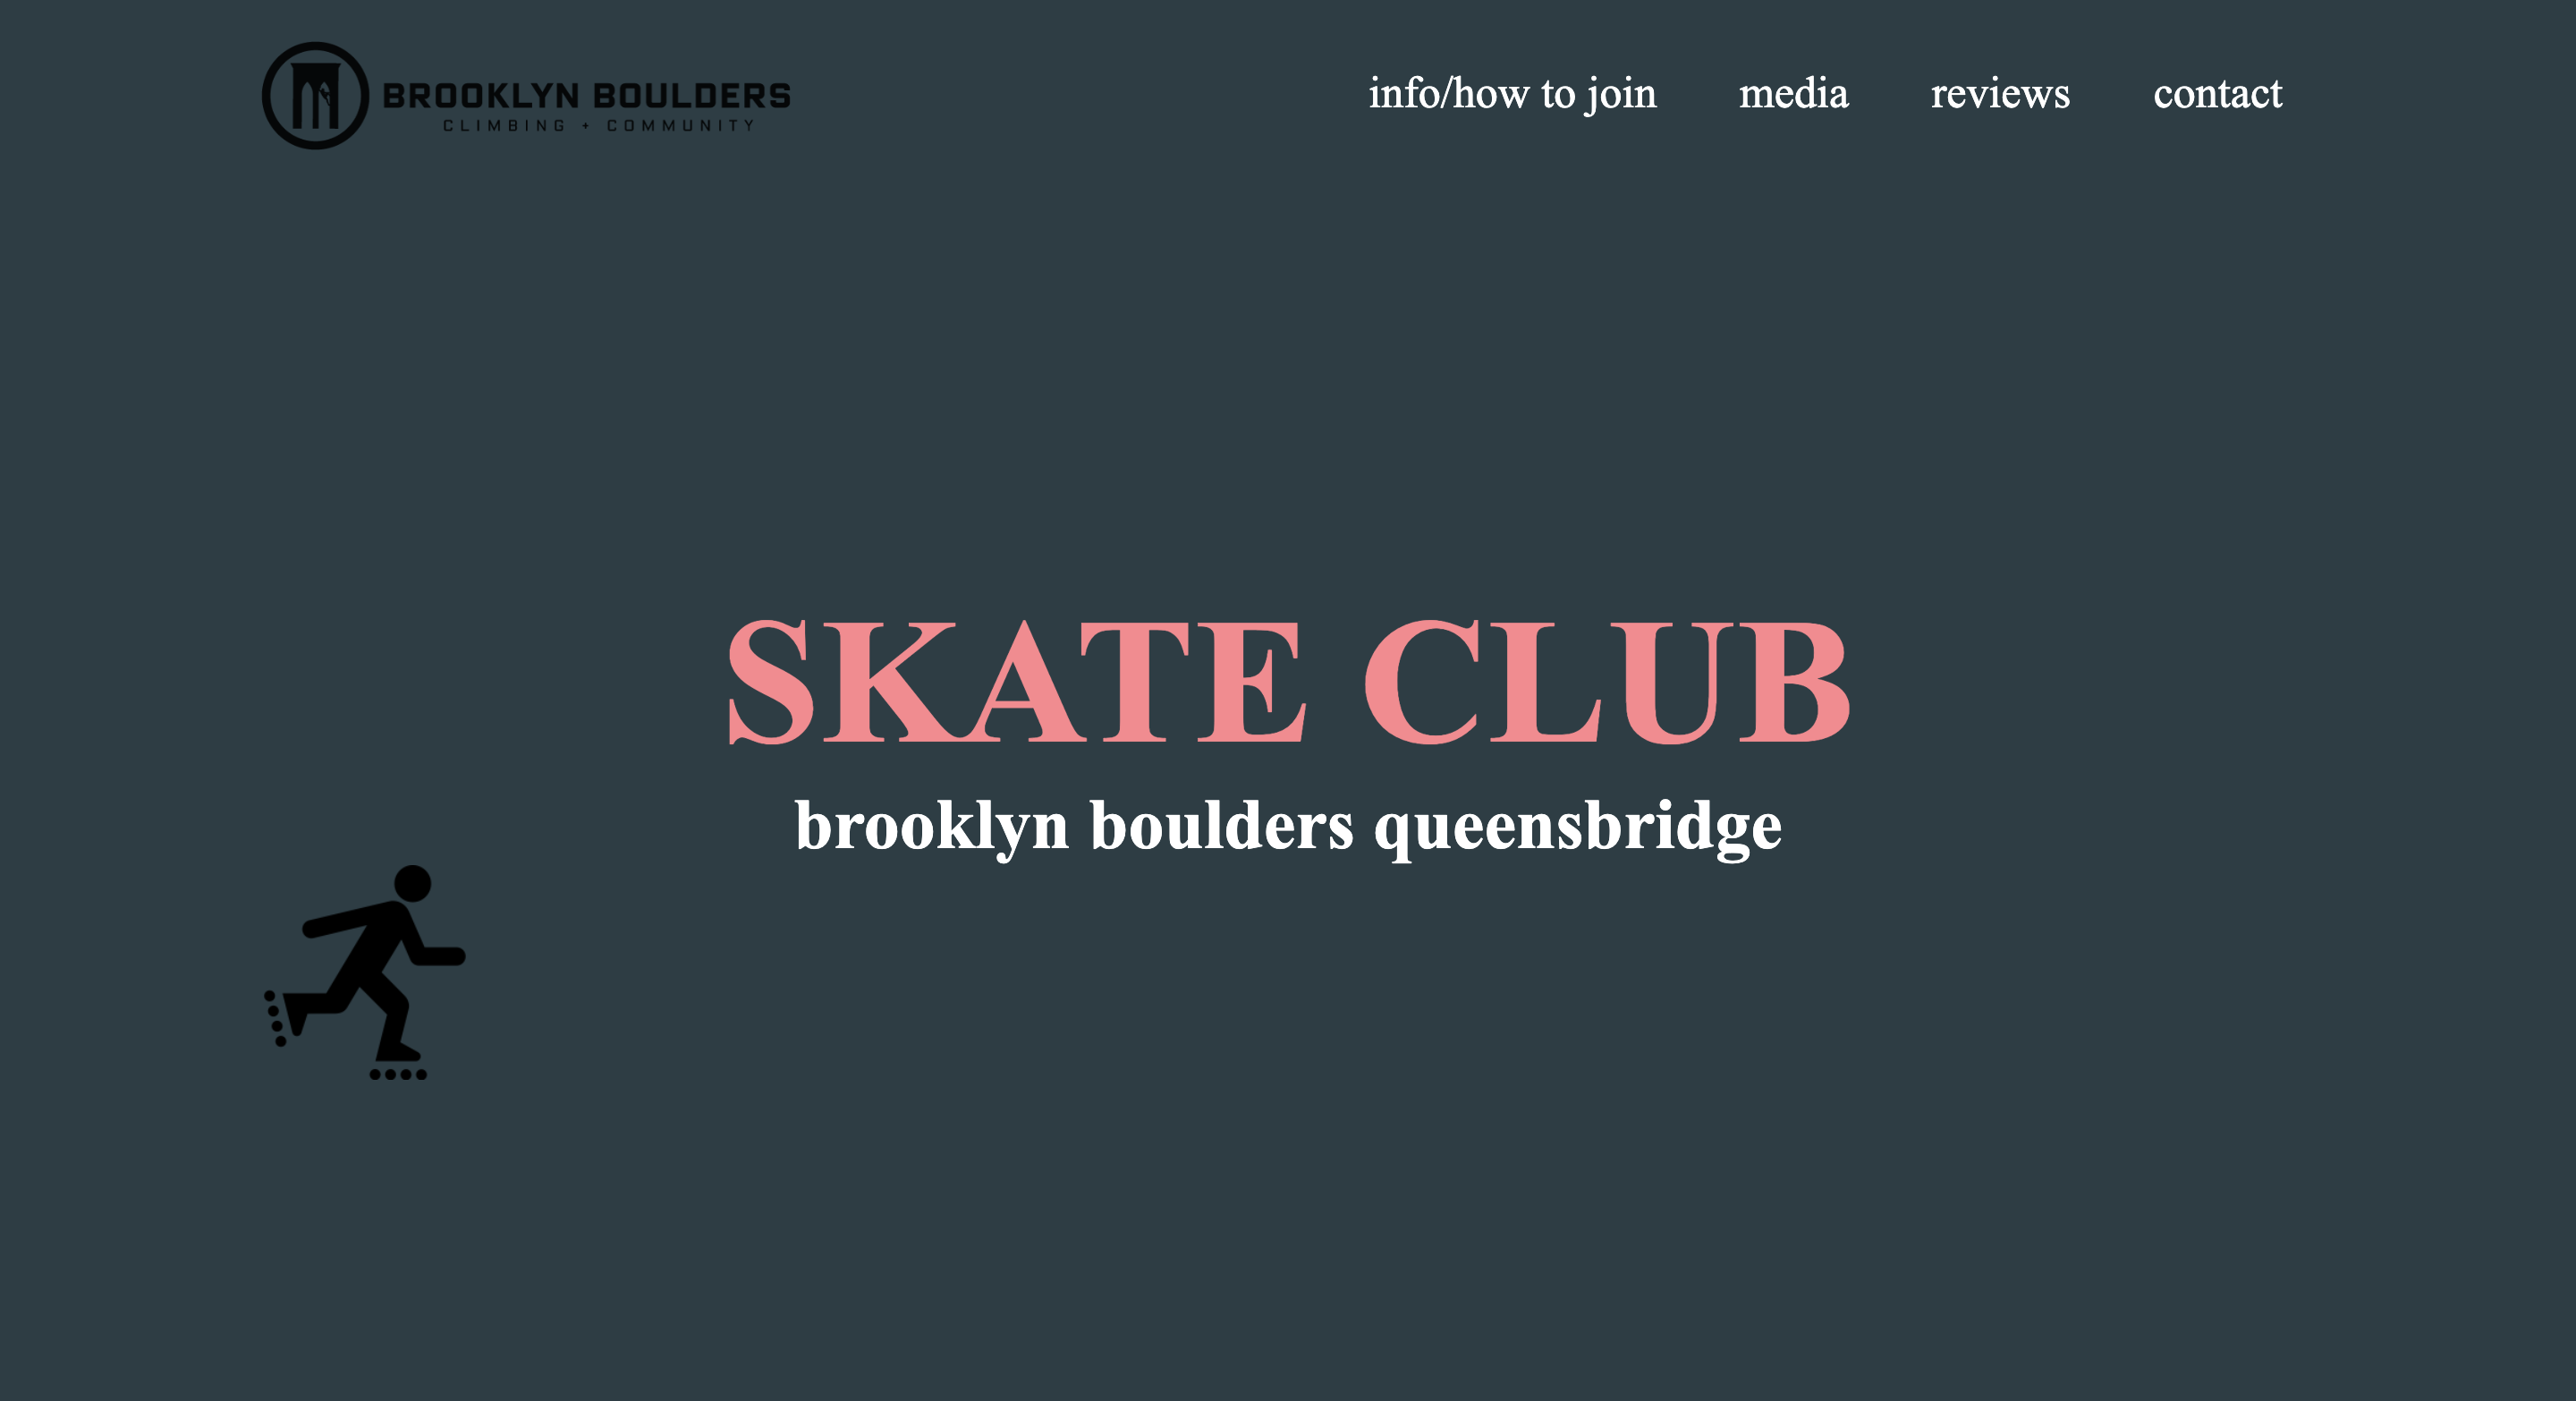 BROOKLYN BOULDERS
CLIMBING + COMMUNITY
info/how to join media reviews contact
SKATE CLUB
brooklyn boulders queensbridge